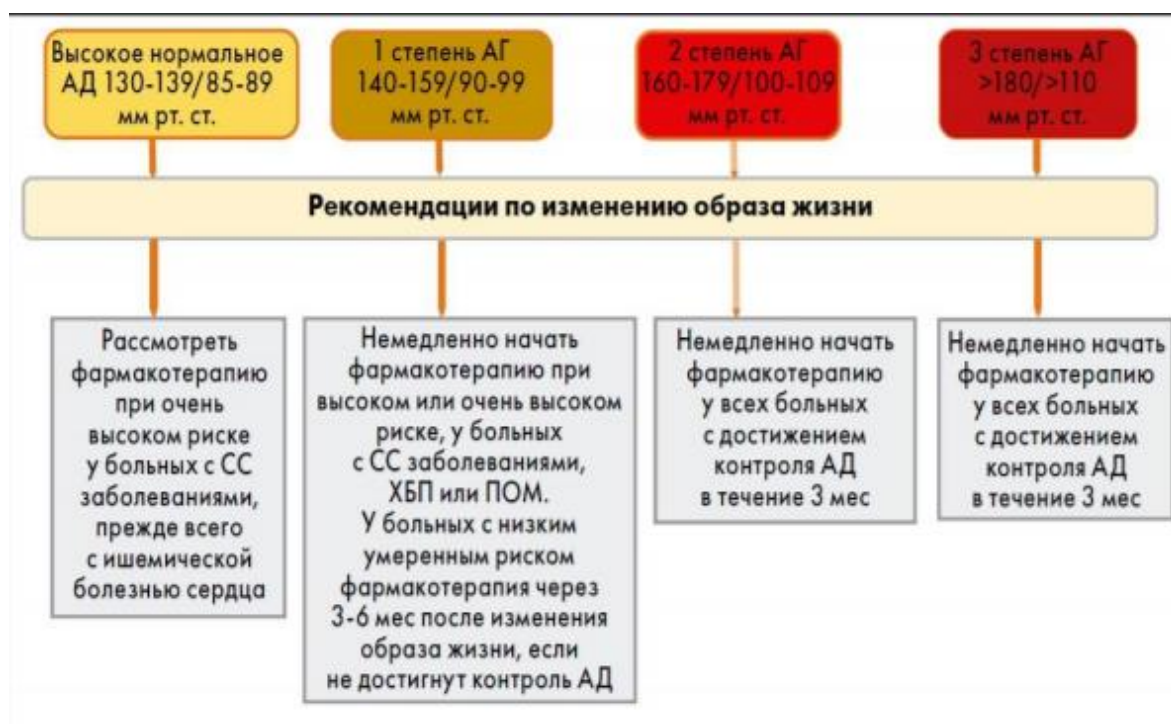 Высокое нормальное
АД 130-139/85-89
мм рт. ст.
1 степень АГ
140-159/90-99
мм рт. ст.
2 степень АГ
160-179/100-109
мм рт. ст.
3 степень АГ
>180/>110
мм рт. ст.
Рекомендации по изменению образа жизни
Рассмотреть
фармакотерапию
при очень
высоком риске
у больных с СС
заболеваниями,
прежде всего
с ишемической
болезнью сердца
Немедленно начать
фармакотерапию при
высоком или очень высоком
риске, у больных
с СС заболеваниями,
ХБП или ПОМ.
У больных с низким
умеренным риском
фармакотерапия через
3-6 мес после изменения
образа жизни, если
не достигнут контроль АД
Немедленно начать
фармакотерапию
у всех больных
с достижением
контроля АД
в течение 3 мес
Немедленно начать
фармакотерапию
у всех больных
с достижением
контроля АД
в течение 3 мес